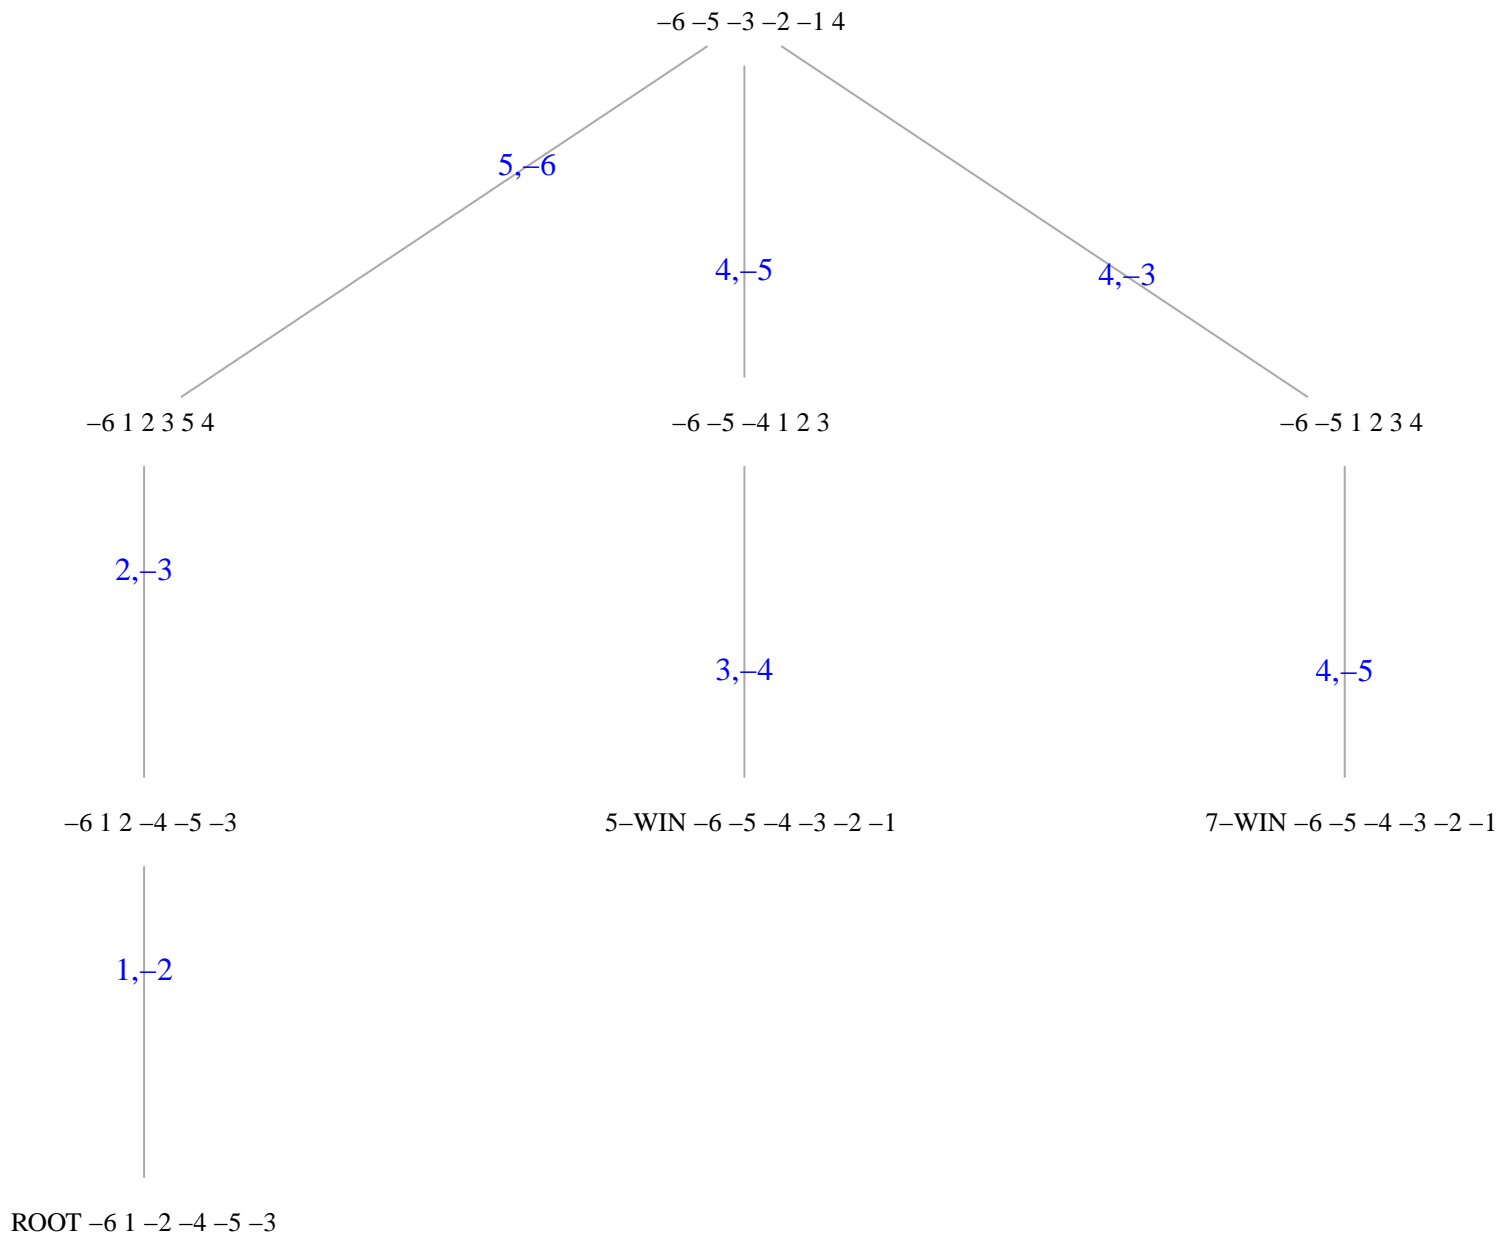 –6 –5 –3 –2 –1 4
5,–6
4,–5
4,–3
–6 1 2 3 5 4
–6 –5 –4 1 2 3
–6 –5 1 2 3 4
2,–3
3,–4
4,–5
–6 1 2 –4 –5 –3
5–WIN –6 –5 –4 –3 –2 –1
7–WIN –6 –5 –4 –3 –2 –1
1,–2
ROOT –6 1 –2 –4 –5 –3